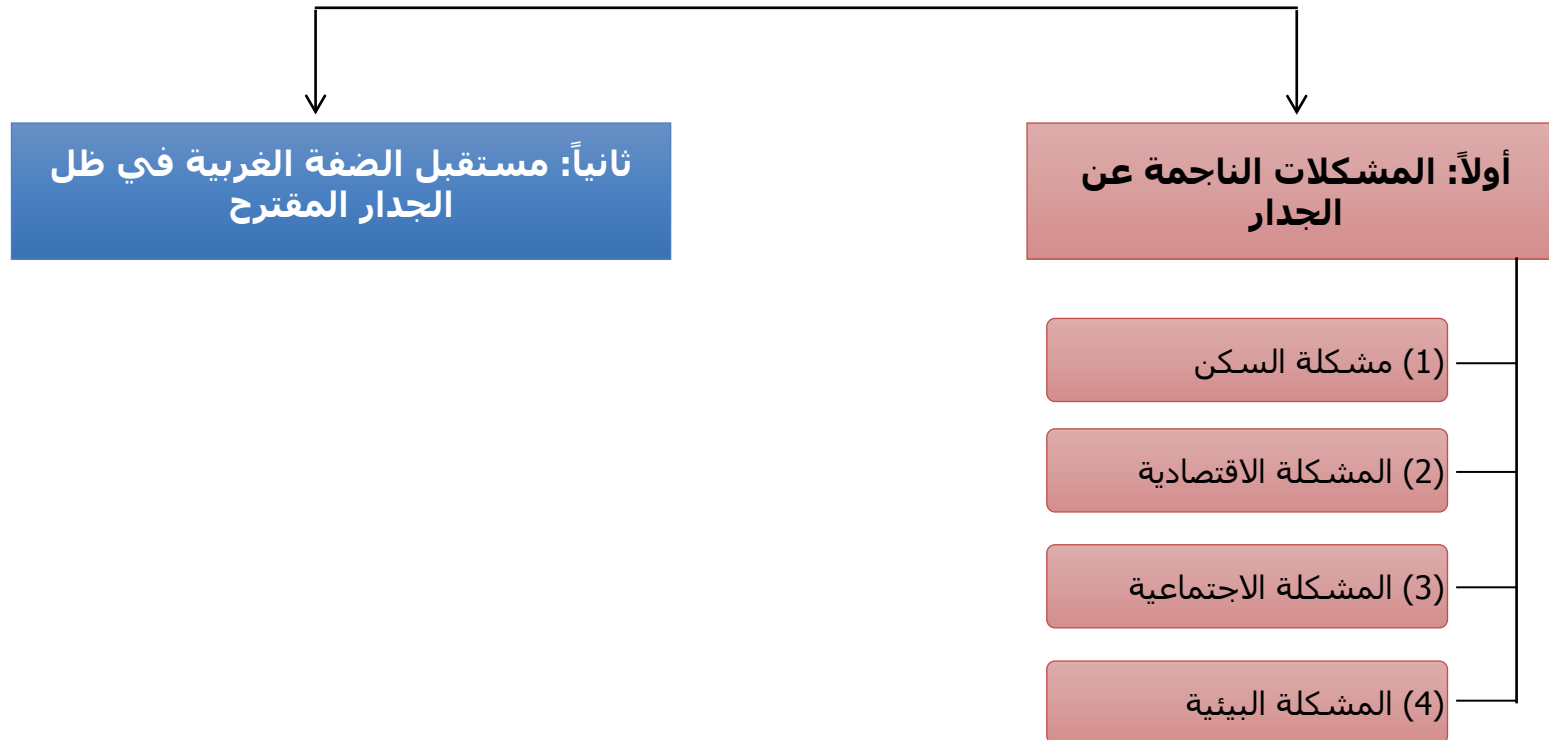 أولاً: المشكلات الناجمة عن
الجدار
(1) مشكلة السكن
(2) المشكلة الاقتصادية
(3) المشكلة الاجتماعية
(4) المشكلة البيئية
ثانياً: مستقبل الضفة الغربية في ظل
الجدار المقترح